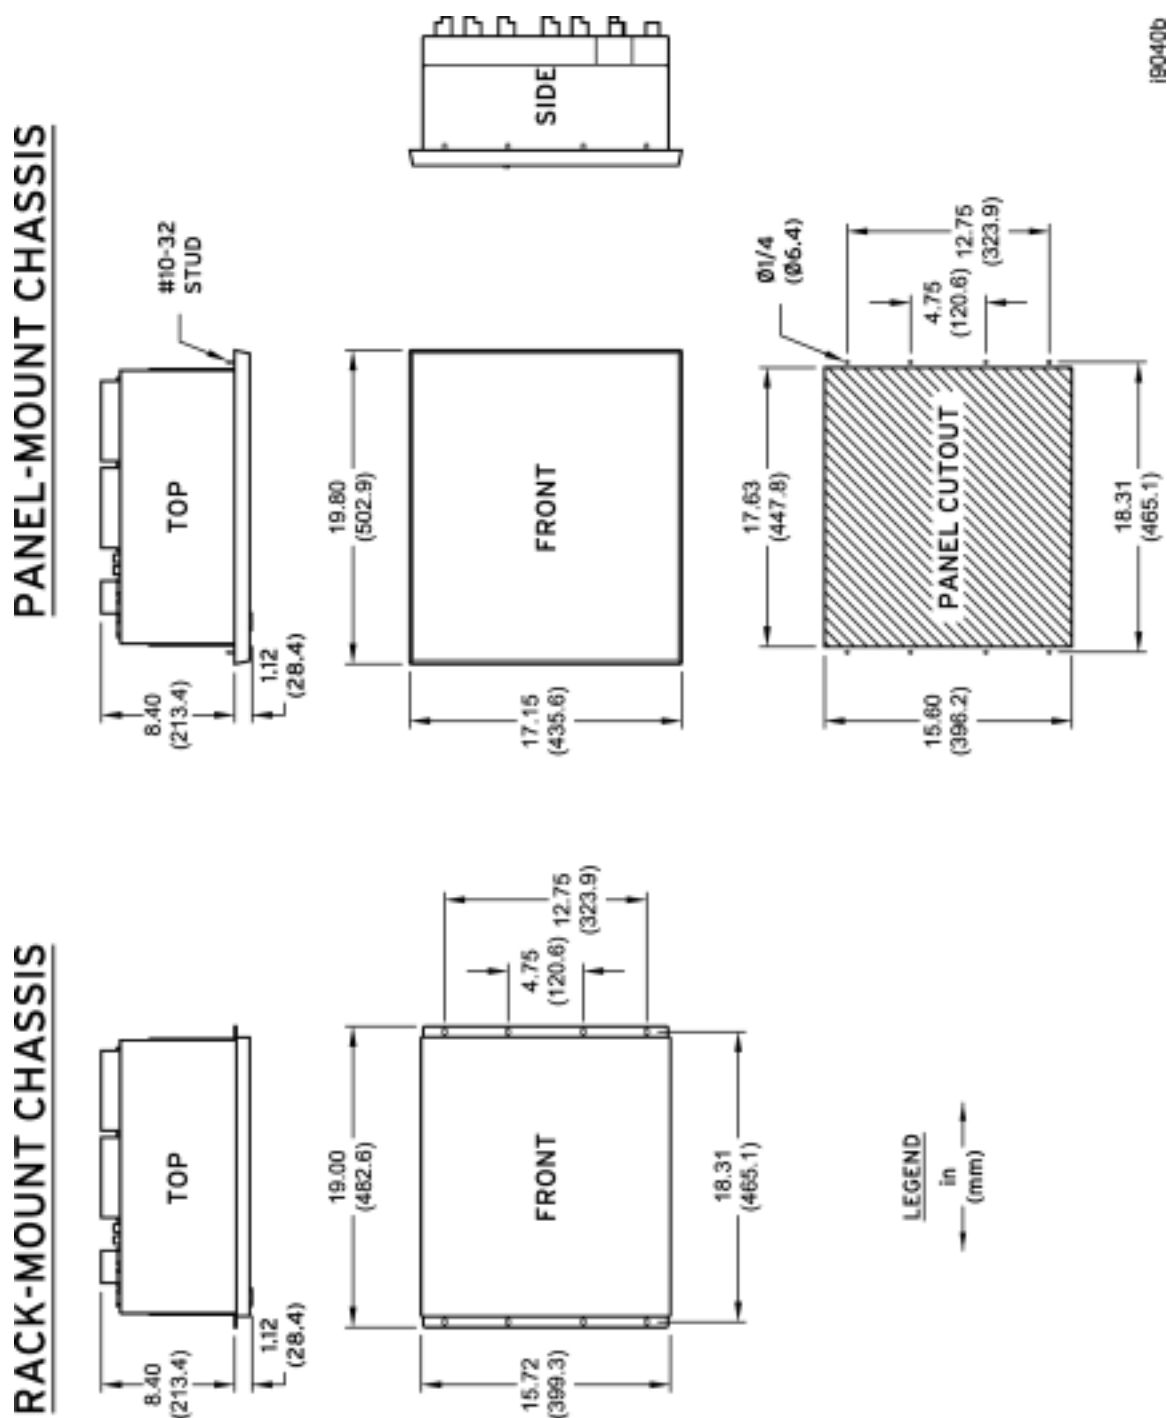 RACK-MOUNT CHASSIS
8.40
(213.4)
1.12
(28.4)
TOP
19.00
(482.6)
FRONT
15.72
(399.3)
4.75
(120.6)
12.75
(323.9)
18.31
(465.1)
LEGEND
in
(mm)
PANEL-MOUNT CHASSIS
8.40
(213.4)
1.12
(28.4)
TOP
#10-32
STUD
19.80
(502.9)
FRONT
17.15
(435.6)
SIDE
17.63
(447.8)
Ø1/4
(Ø6.4)
PANEL CUTOUT
15.60
(396.2)
4.75
(120.6)
12.75
(323.9)
18.31
(465.1)
i9040b